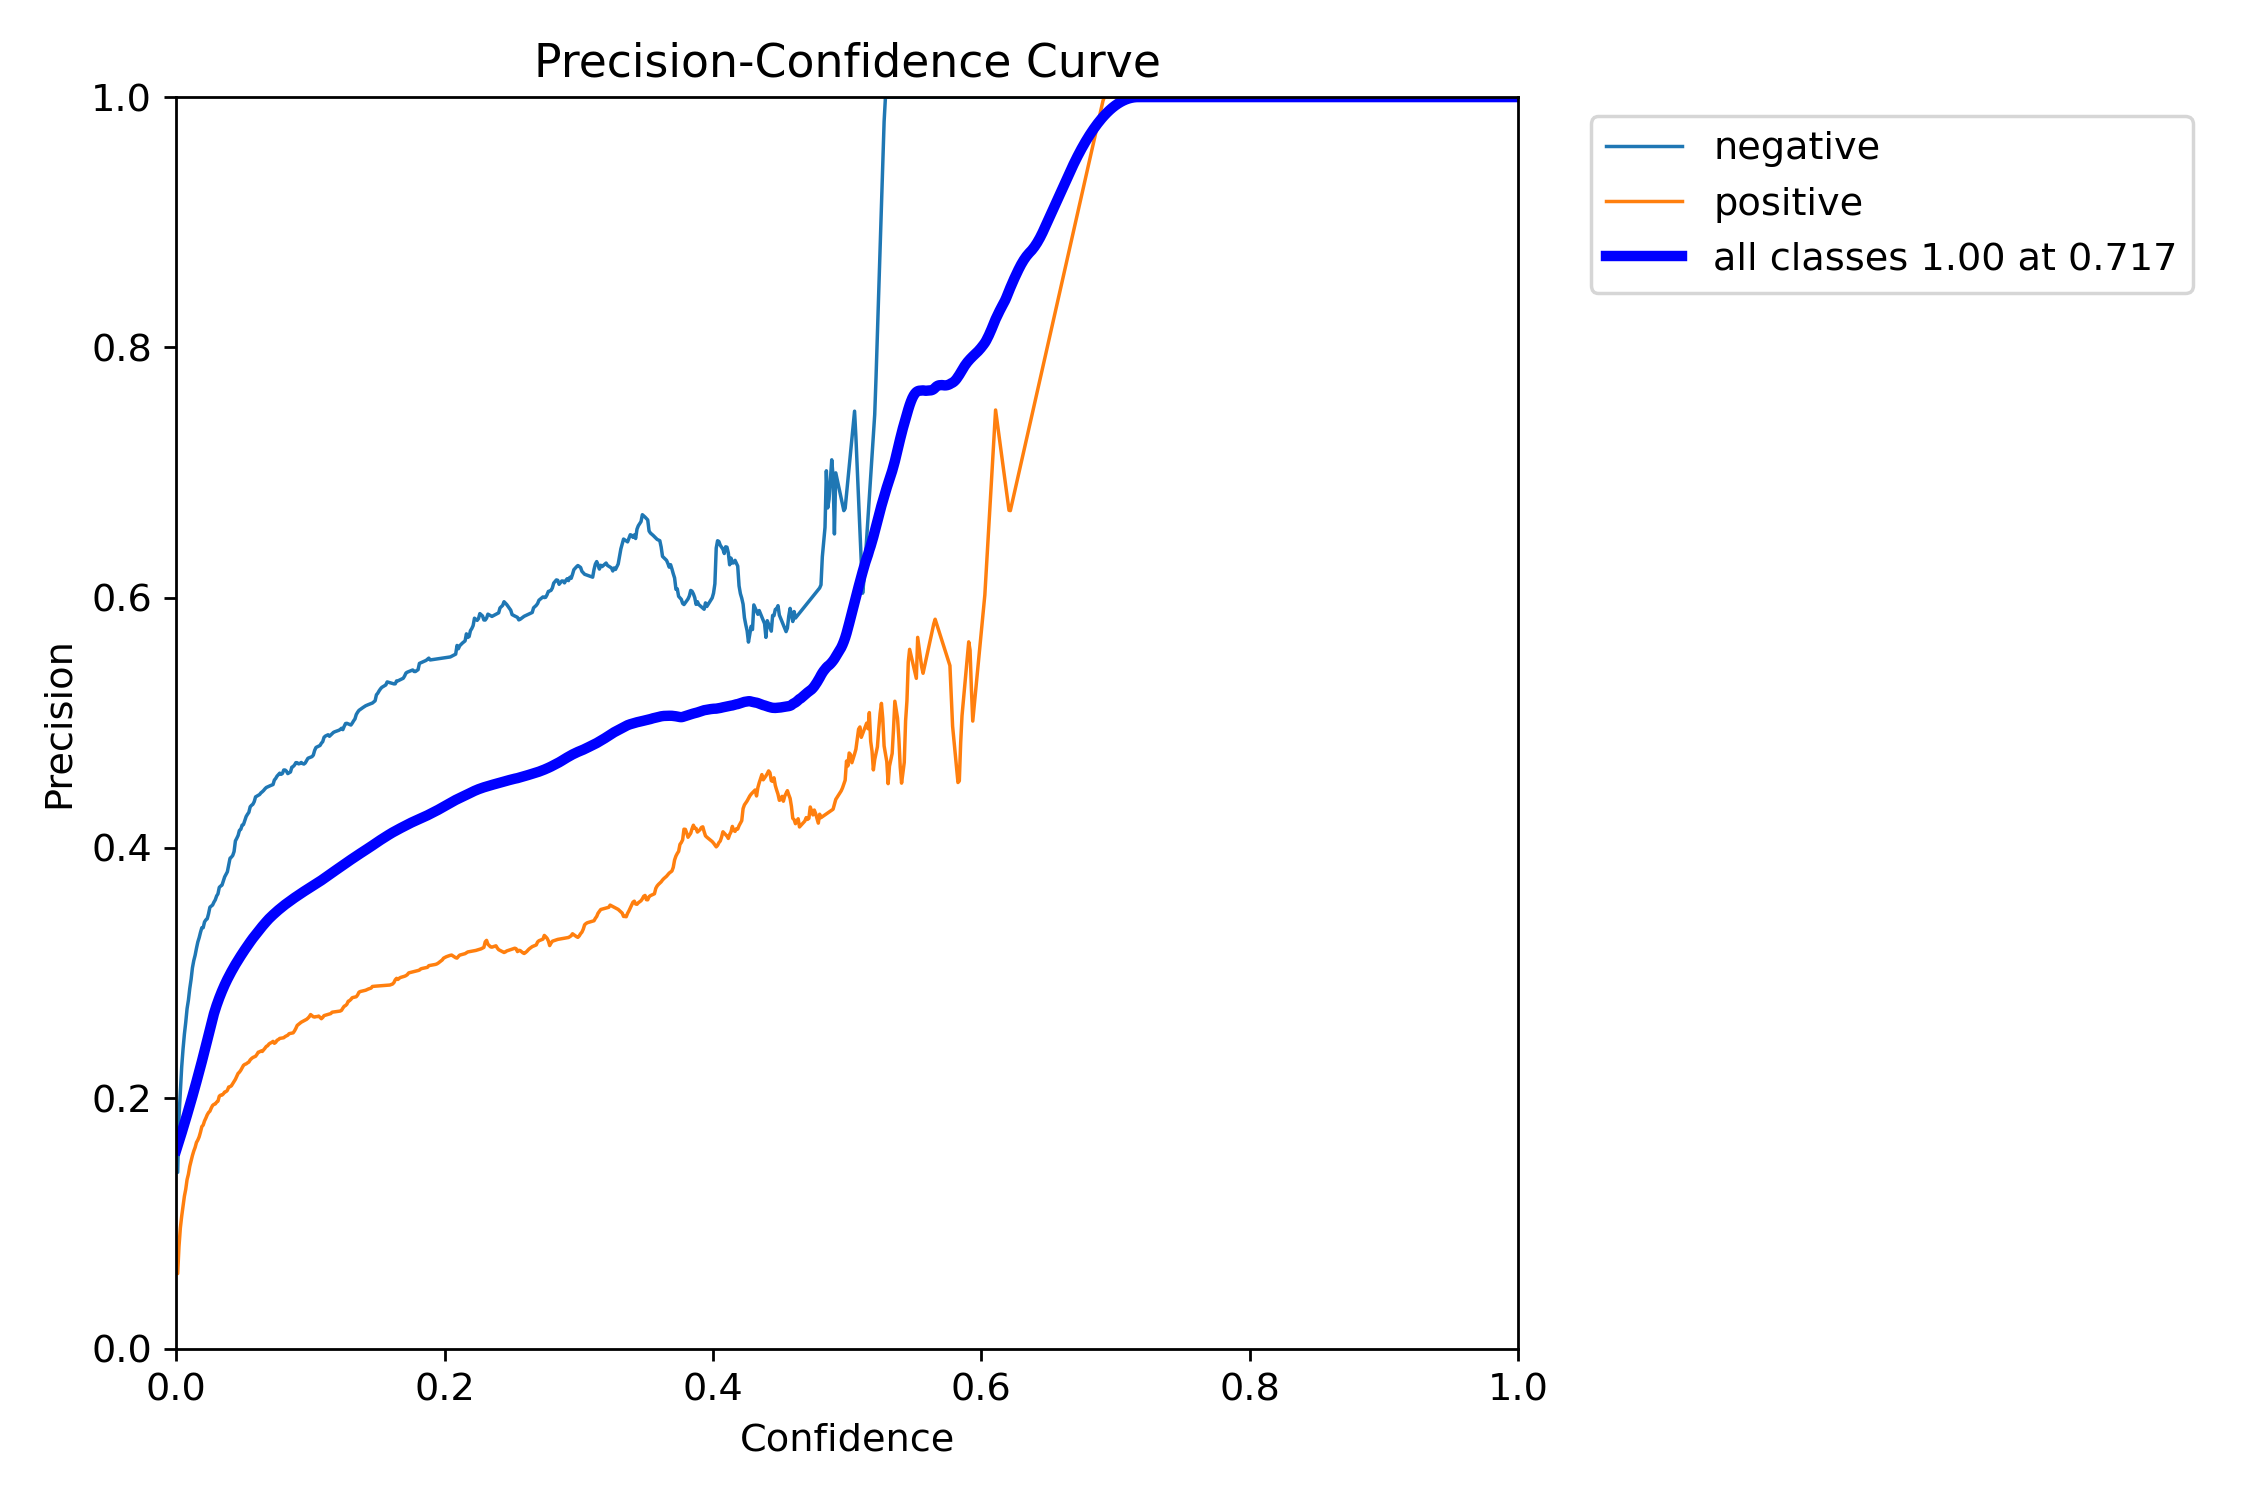 Precision-Confidence Curve
1.0
0.8
0.6
0.4
0.2
0.0
Precision
0.0 0.2 0.4 0.6 0.8 1.0
Confidence
negative
positive
all classes 1.00 at 0.717